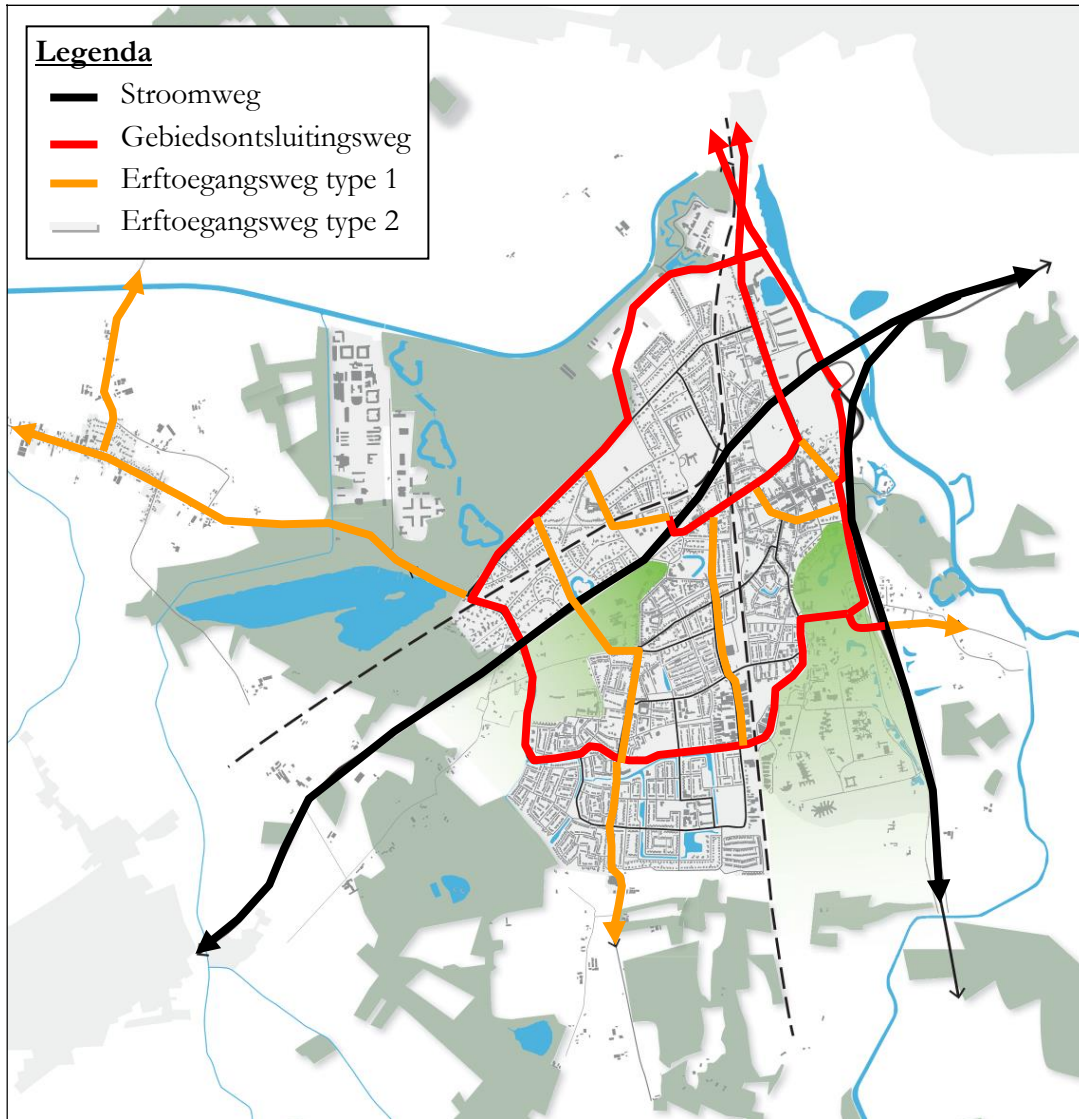 Legenda
Stroomweg
Gebiedsontsluitingsweg
Erftoegangsweg type 1
Erftoegangsweg type 2